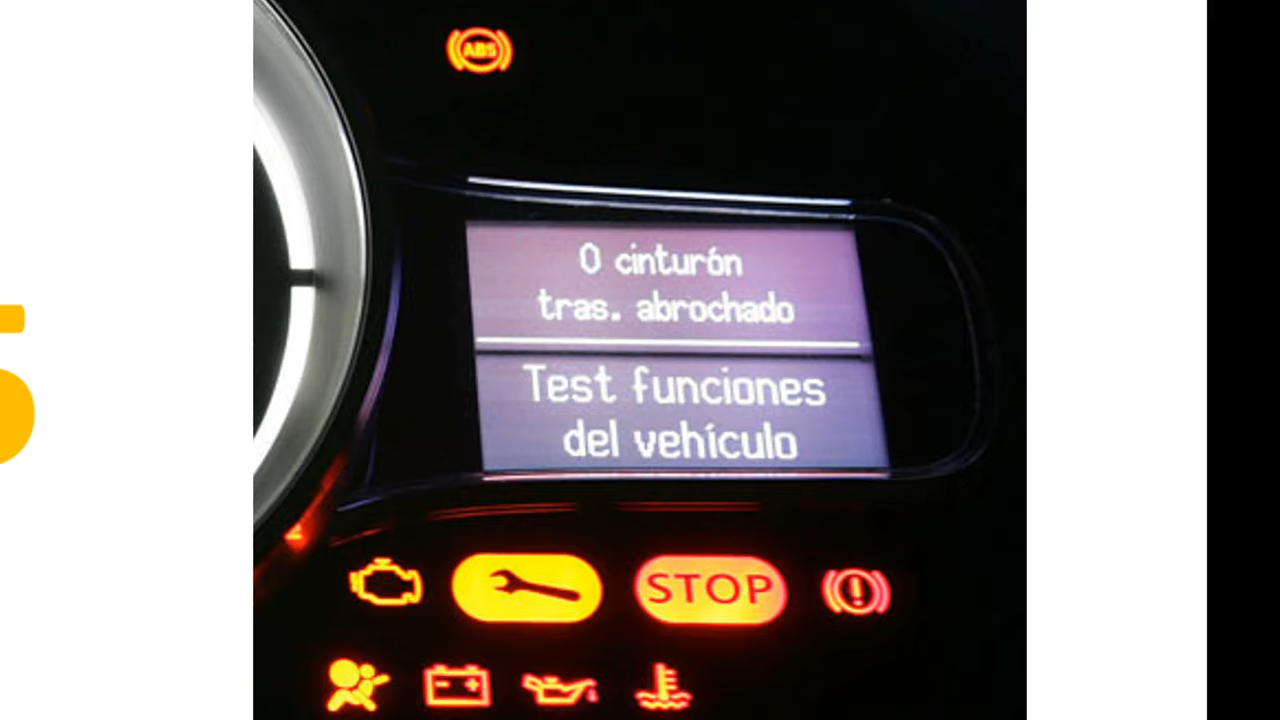 ABS
0 cinturón
tras. abrochado
Test funciones
del vehículo
STOP